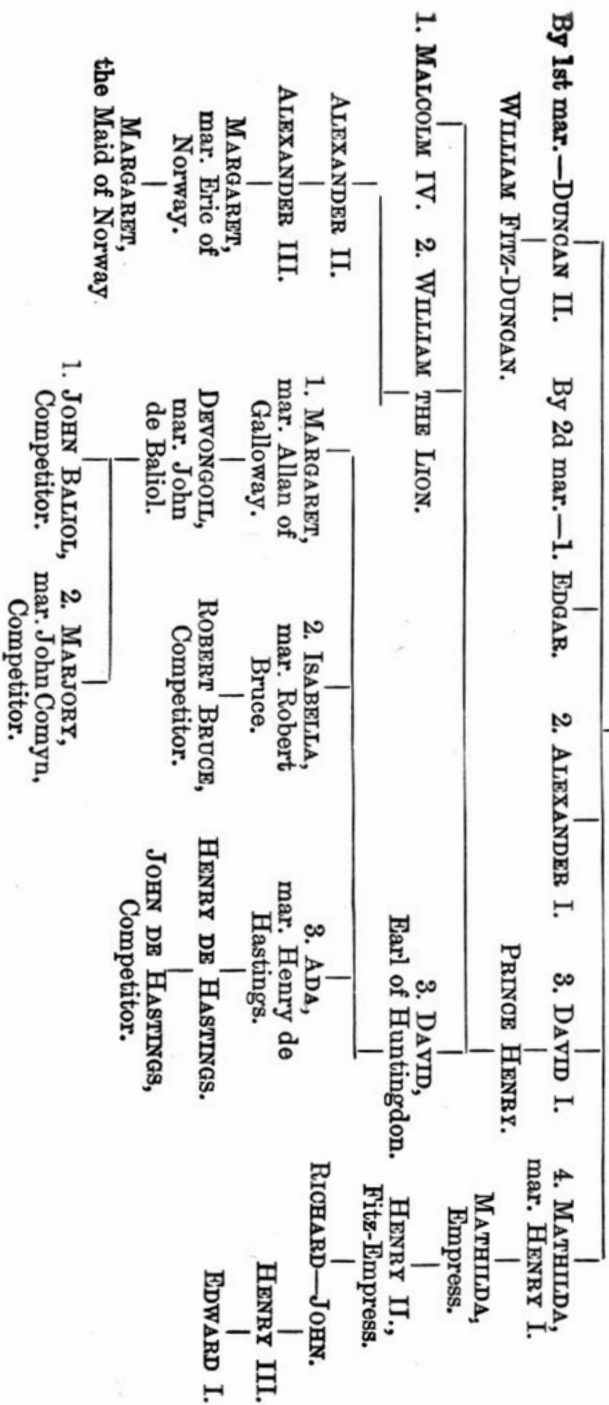 By 1st mar.—DUNCAN II. By 2d mar.—1. EDGAR. 2. ALEXANDER I. 3. DAVID I. 4. MATHILDA,
mar. HENRY I.
WILLIAM FITZ-DUNCAN. PRINCE HENRY. MATHILDA,
Empress.
1. MALCOLM IV. 2. WILLIAM THE LION. 3. DAVID,
Earl of Huntingdon.
HENRY II.,
Fitz-Empress.
ALEXANDER II. 1. MARGARET,
mar. Allan of
Galloway.
2. ISABELLA,
mar. Robert
Bruce.
3. ADA,
mar. Henry de
Hastings.
RICHARD—JOHN.
ALEXANDER III. HENRY III.
MARGARET,
mar. Eric of
Norway.
DEVONGOIL,
mar. John
de Baliol.
ROBERT BRUCE,
Competitor.
HENRY DE HASTINGS.
EDWARD I.
MARGARET,
the Maid of Norway
JOHN DE HASTINGS,
Competitor.
1. JOHN BALIOL,
Competitor.
2. MARJORY,
mar. John Comyn,
Competitor.